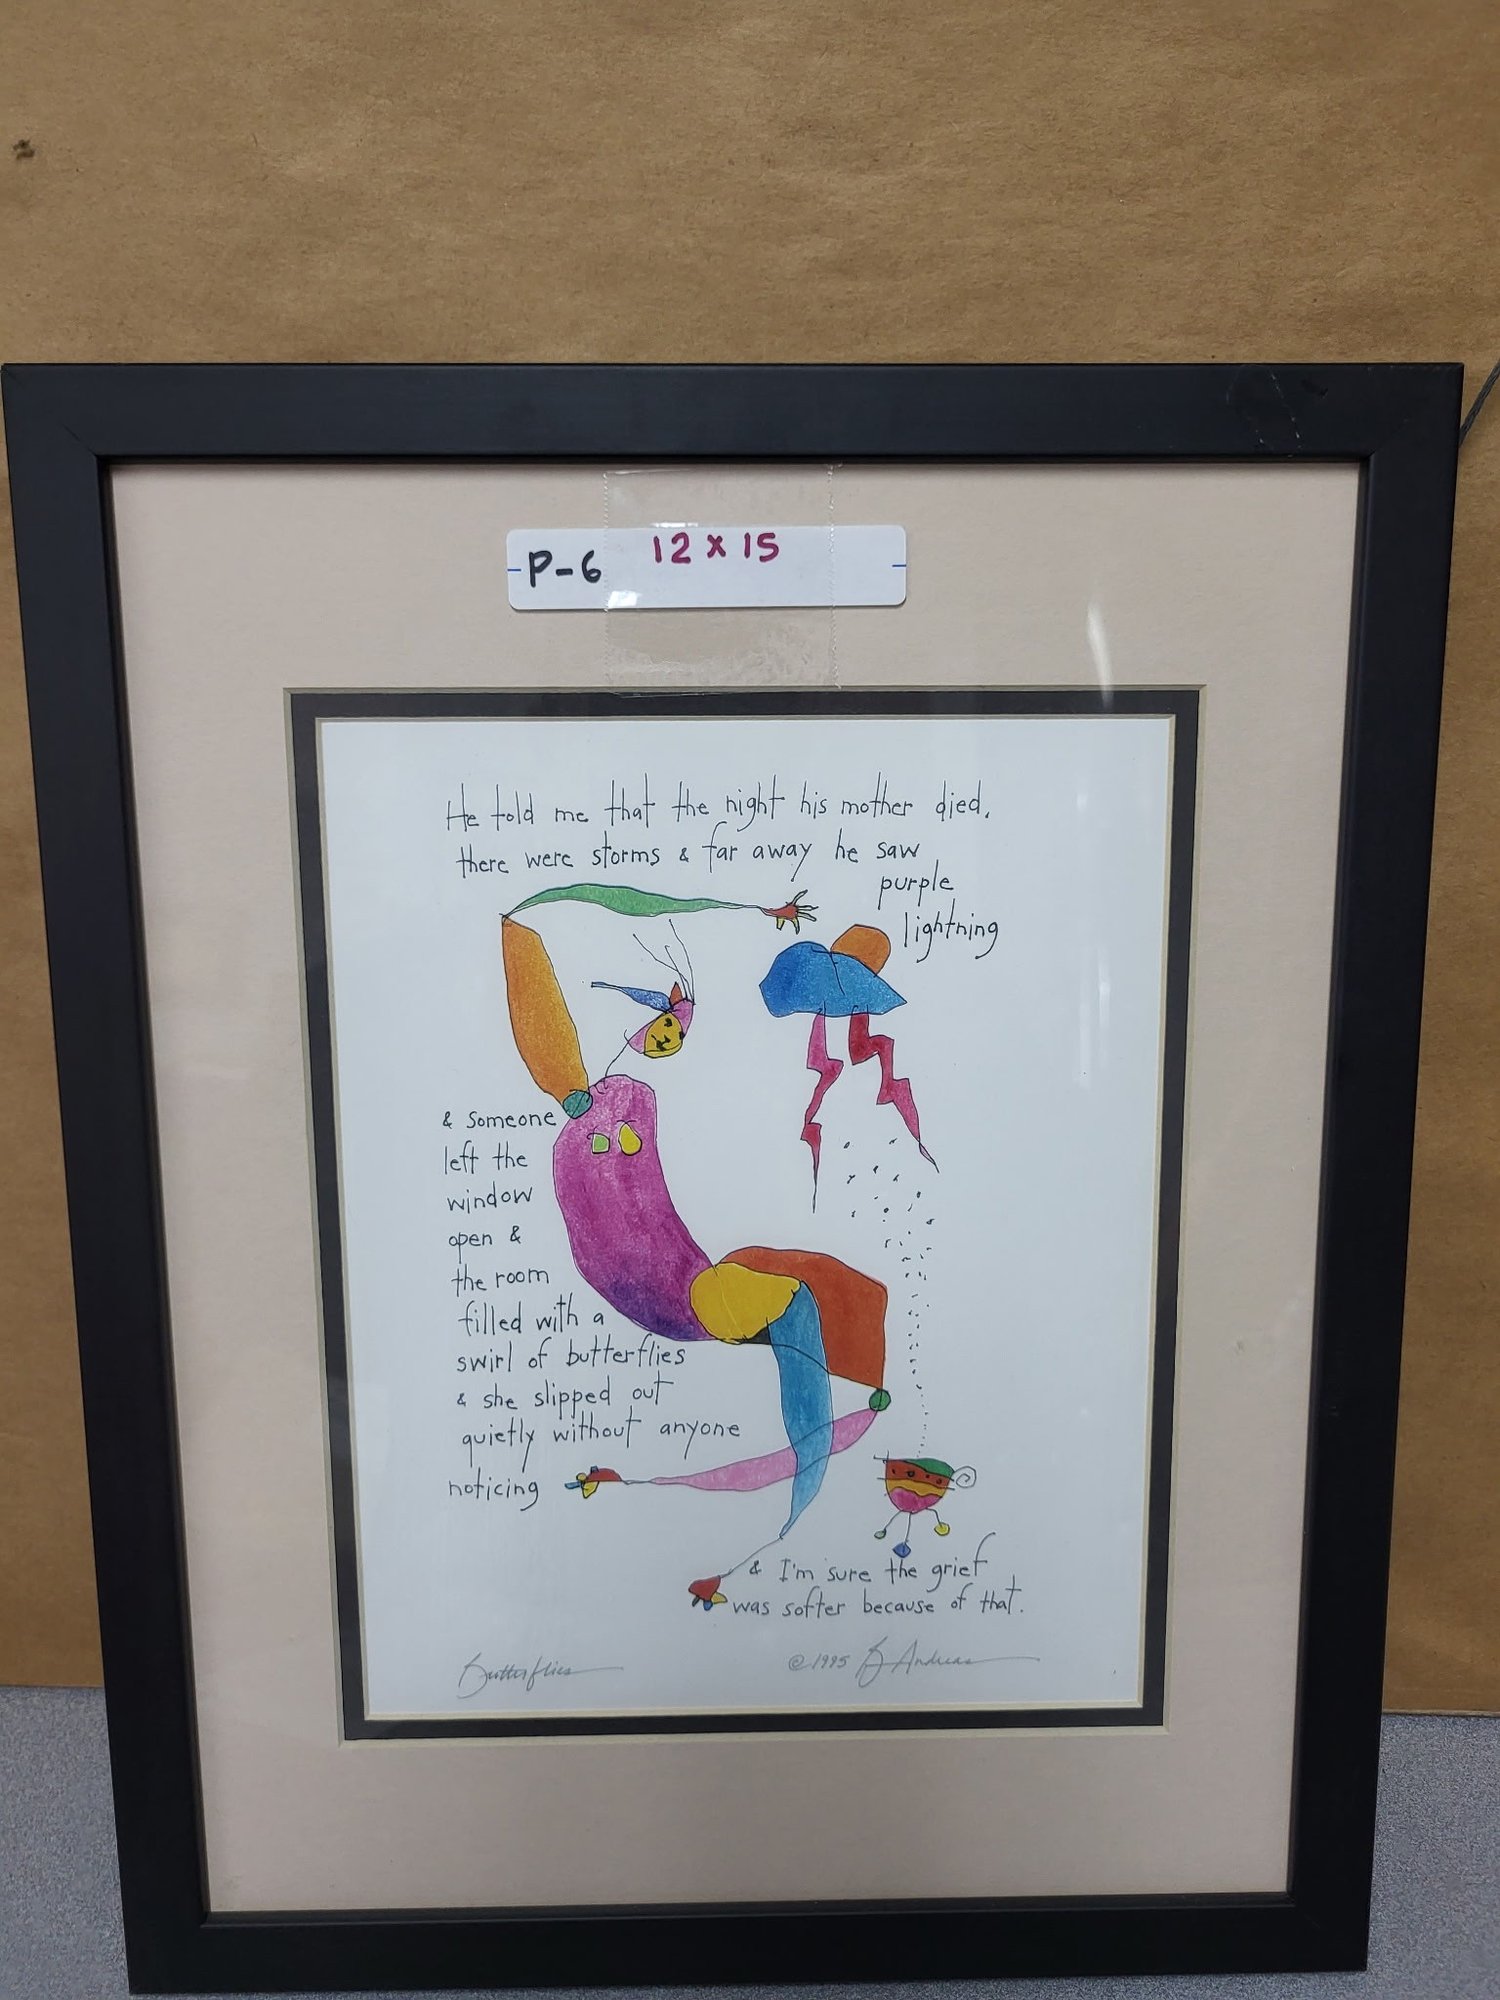 P-6 12 x 15
He told me that the night his mother died,
there were storms & far away he saw
purple
lightning
& someone
left the
window
open &
the room
filled with a
swirl of butterflies
& she slipped out
quietly without anyone
noticing
& I'm sure the grief
was softer because of that.
Butterflies ©1995 B Andreas